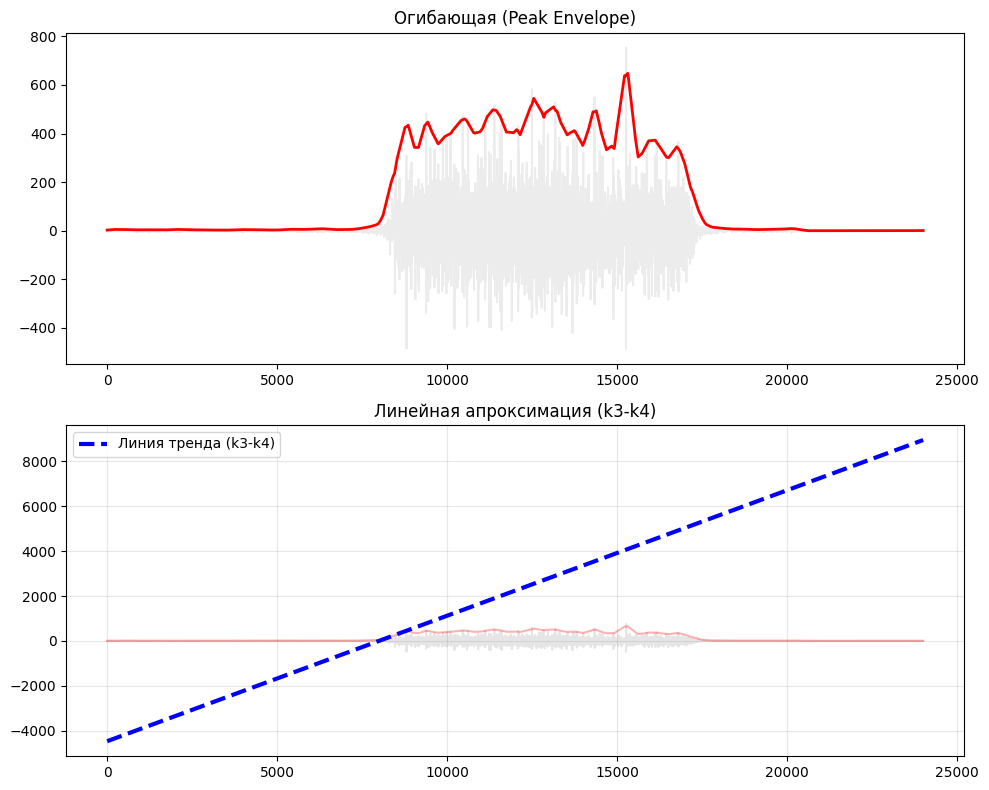 Огибающая (Peak Envelope)
800
600
400
200
0
−200
−400
0 5000 10000 15000 20000 25000
Линейная апроксимация (k3-k4)
Линия тренда (k3-k4)
8000
6000
4000
2000
0
−2000
−4000
0 5000 10000 15000 20000 25000